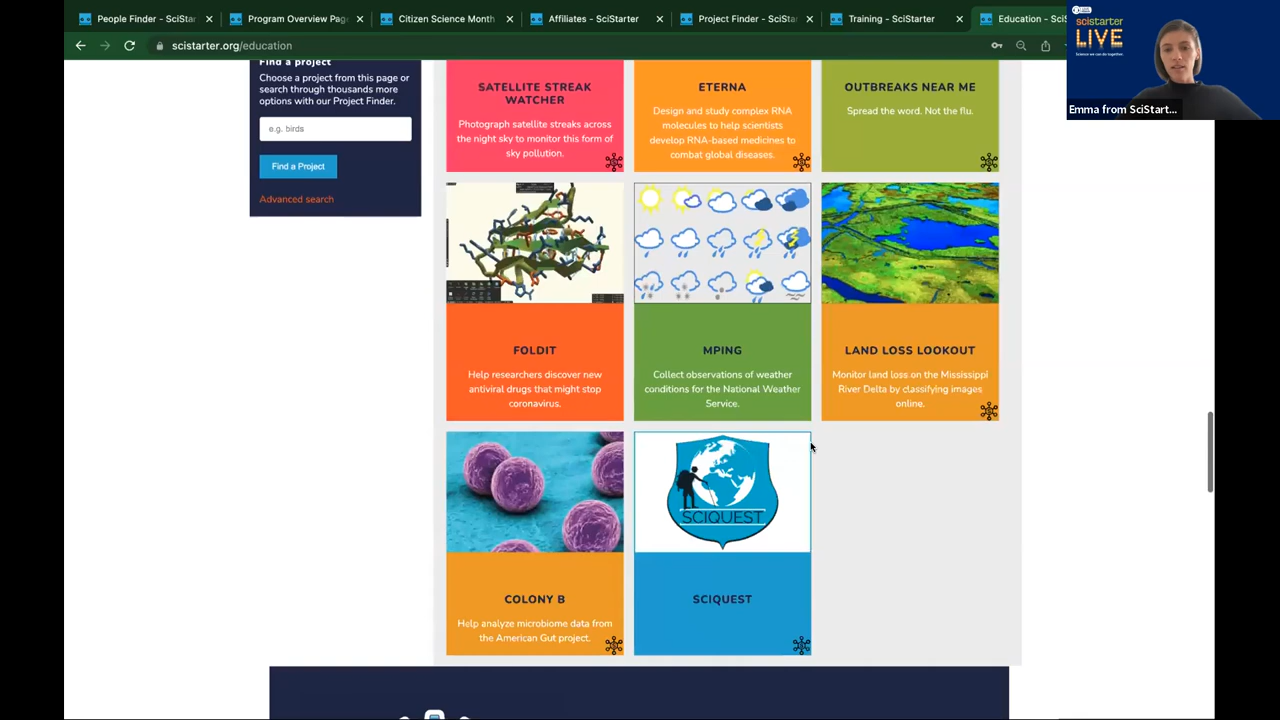 People Finder - SciStar
Program Overview Pag
Citizen Science Month
Affiliates - SciStarter
Project Finder - SciStar
Training - SciStarter
Education - Sci
scistarter.org/education
scistarter
LIVE
Science we can do together.
Emma from SciStart...
Find a project
Choose a project from this page or
search through thousands more
options with our Project Finder.
e.g. birds
Find a Project
Advanced search
SATELLITE STREAK
WATCHER
Photograph satellite streaks across
the night sky to monitor this form of
sky pollution.
ETERNA
Design and study complex RNA
molecules to help scientists
develop RNA-based medicines to
combat global diseases.
OUTBREAKS NEAR ME
Spread the word. Not the flu.
FOLDIT
Help researchers discover new
antiviral drugs that might stop
coronavirus.
MPING
Collect observations of weather
conditions for the National Weather
Service.
LAND LOSS LOOKOUT
Monitor land loss on the Mississippi
River Delta by classifying images
online.
COLONY B
Help analyze microbiome data from
the American Gut project.
SCIQUEST
SCIQUEST